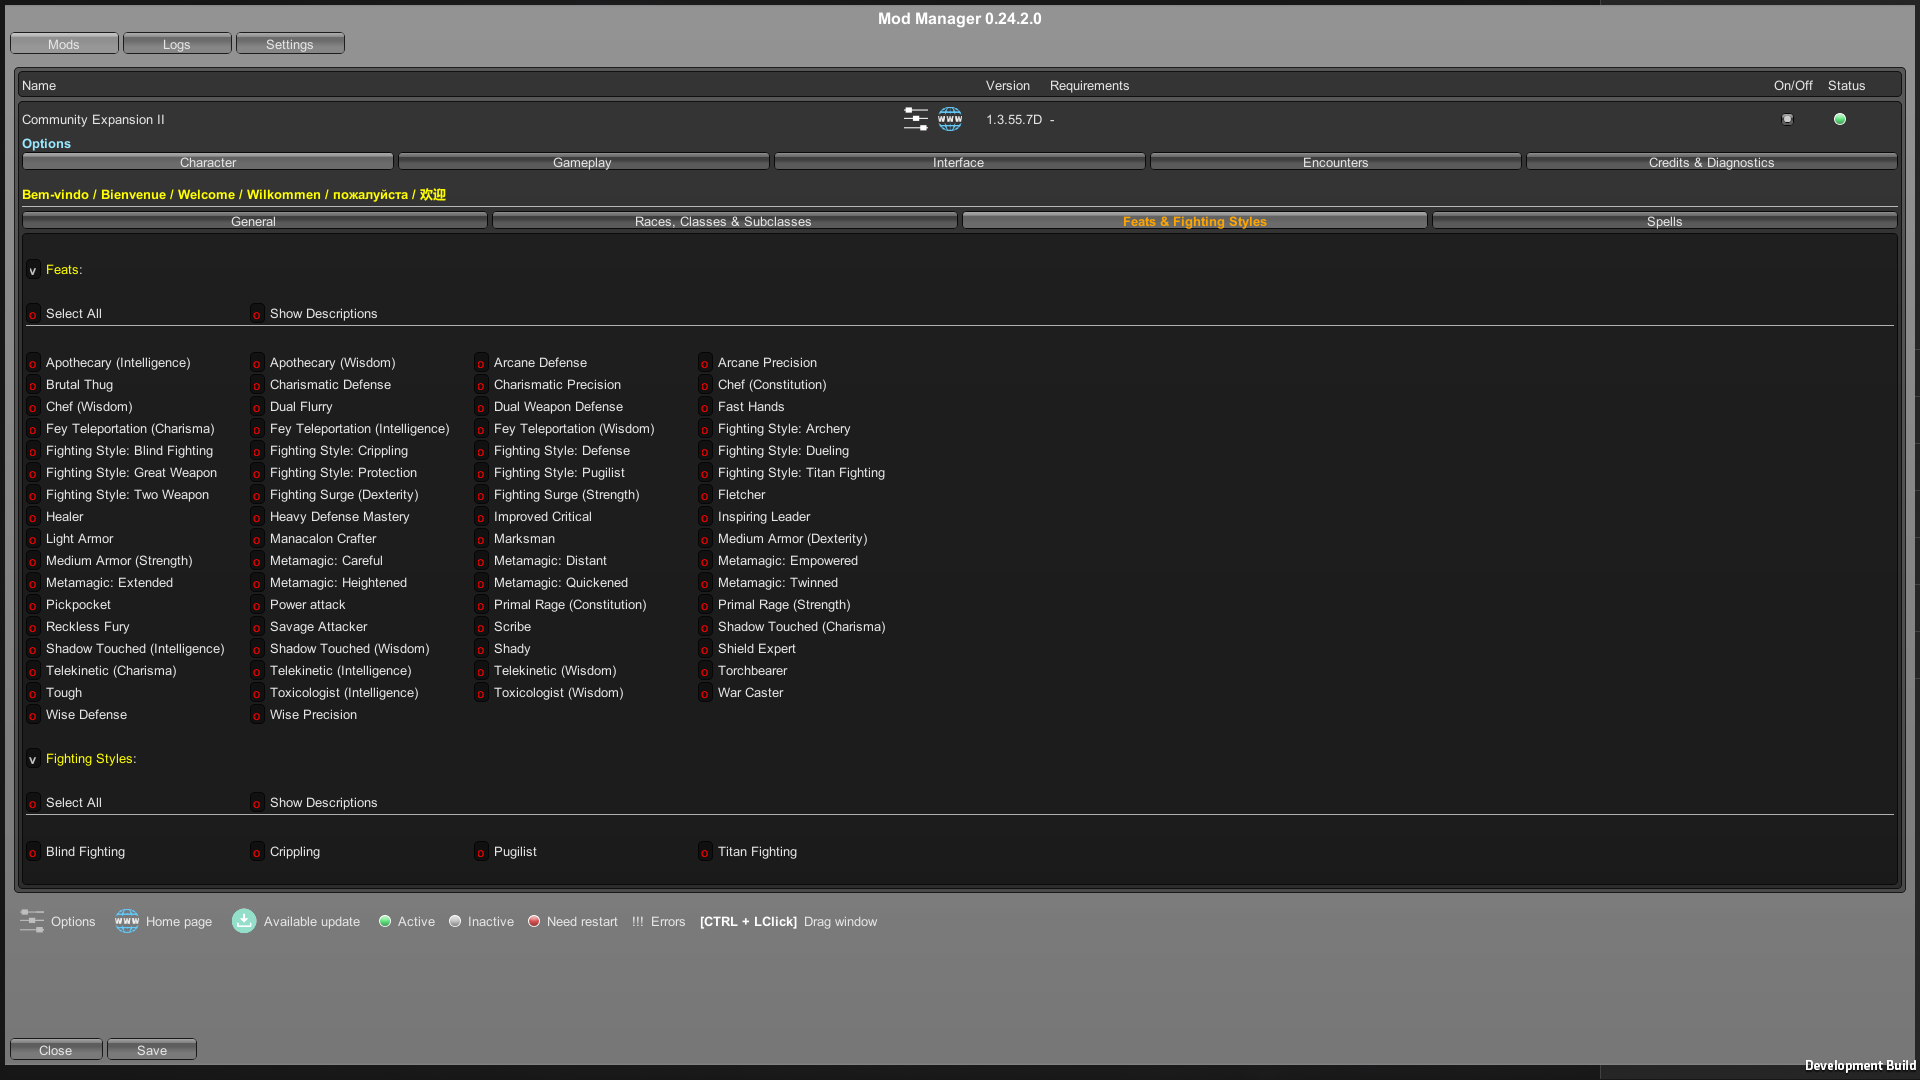 Mod Manager 0.24.2.0
Mods Logs Settings
Name Version Requirements On/Off Status
Community Expansion II WWW 1.3.55.7D - 
Options
Character Gameplay Interface Encounters Credits & Diagnostics
Bem-vindo / Bienvenue / Welcome / Wilkommen / пожалуйста / 欢迎
General Races, Classes & Subclasses Feats & Fighting Styles Spells
v Feats:
o Select All o Show Descriptions
o Apothecary (Intelligence) o Apothecary (Wisdom) o Arcane Defense o Arcane Precision
o Brutal Thug o Charismatic Defense o Charismatic Precision o Chef (Constitution)
o Chef (Wisdom) o Dual Flurry o Dual Weapon Defense o Fast Hands
o Fey Teleportation (Charisma) o Fey Teleportation (Intelligence) o Fey Teleportation (Wisdom) o Fighting Style: Archery
o Fighting Style: Blind Fighting o Fighting Style: Crippling o Fighting Style: Defense o Fighting Style: Dueling
o Fighting Style: Great Weapon o Fighting Style: Protection o Fighting Style: Pugilist o Fighting Style: Titan Fighting
o Fighting Style: Two Weapon o Fighting Surge (Dexterity) o Fighting Surge (Strength) o Fletcher
o Healer o Heavy Defense Mastery o Improved Critical o Inspiring Leader
o Light Armor o Manacalon Crafter o Marksman o Medium Armor (Dexterity)
o Medium Armor (Strength) o Metamagic: Careful o Metamagic: Distant o Metamagic: Empowered
o Metamagic: Extended o Metamagic: Heightened o Metamagic: Quickened o Metamagic: Twinned
o Pickpocket o Power attack o Primal Rage (Constitution) o Primal Rage (Strength)
o Reckless Fury o Savage Attacker o Scribe o Shadow Touched (Charisma)
o Shadow Touched (Intelligence) o Shadow Touched (Wisdom) o Shady o Shield Expert
o Telekinetic (Charisma) o Telekinetic (Intelligence) o Telekinetic (Wisdom) o Torchbearer
o Tough o Toxicologist (Intelligence) o Toxicologist (Wisdom) o War Caster
o Wise Defense o Wise Precision
v Fighting Styles:
o Select All o Show Descriptions
o Blind Fighting o Crippling o Pugilist o Titan Fighting
Options WWW Home page Available update Active Inactive Need restart !!! Errors [CTRL + LClick] Drag window
Close Save
Development Build